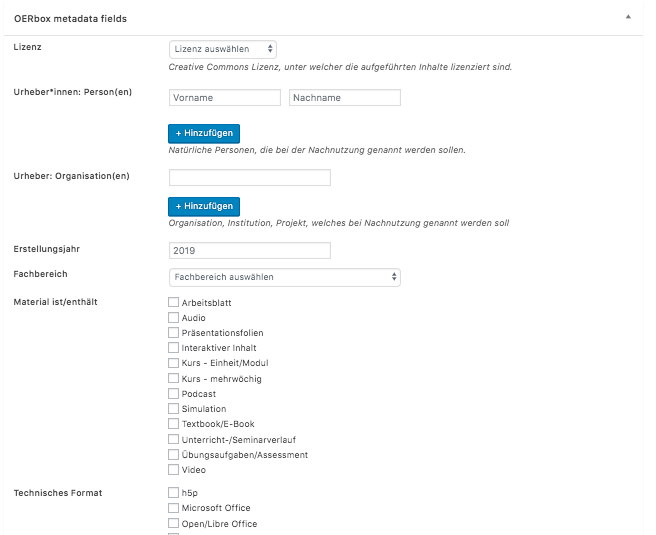 OERbox metadata fields
Lizenz
Lizenz auswählen
Creative Commons Lizenz, unter welcher die aufgeführten Inhalte lizenziert sind.
Urheber*innen: Person(en)
Vorname Nachname
+ Hinzufügen
Natürliche Personen, die bei der Nachnutzung genannt werden sollen.
Urheber: Organisation(en)
+ Hinzufügen
Organisation, Institution, Projekt, welches bei Nachnutzung genannt werden soll
Erstellungsjahr
2019
Fachbereich
Fachbereich auswählen
Material ist/enthält
Arbeitsblatt
Audio
Präsentationsfolien
Interaktiver Inhalt
Kurs - Einheit/Modul
Kurs - mehrwöchig
Podcast
Simulation
Textbook/E-Book
Unterricht-/Seminarverlauf
Übungsaufgaben/Assessment
Video
Technisches Format
h5p
Microsoft Office
Open/Libre Office